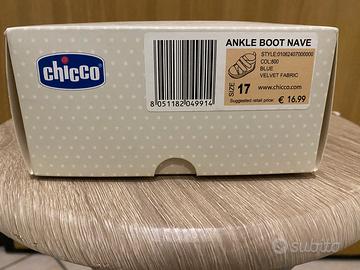 chicco
ANKLE BOOT NAVE
STYLE:01062407000000
COL:800
BLUE
VELVET FABRIC
SIZE 17
www.chicco.com
Suggested retail price: € 16.99
8 051182 049914
subito